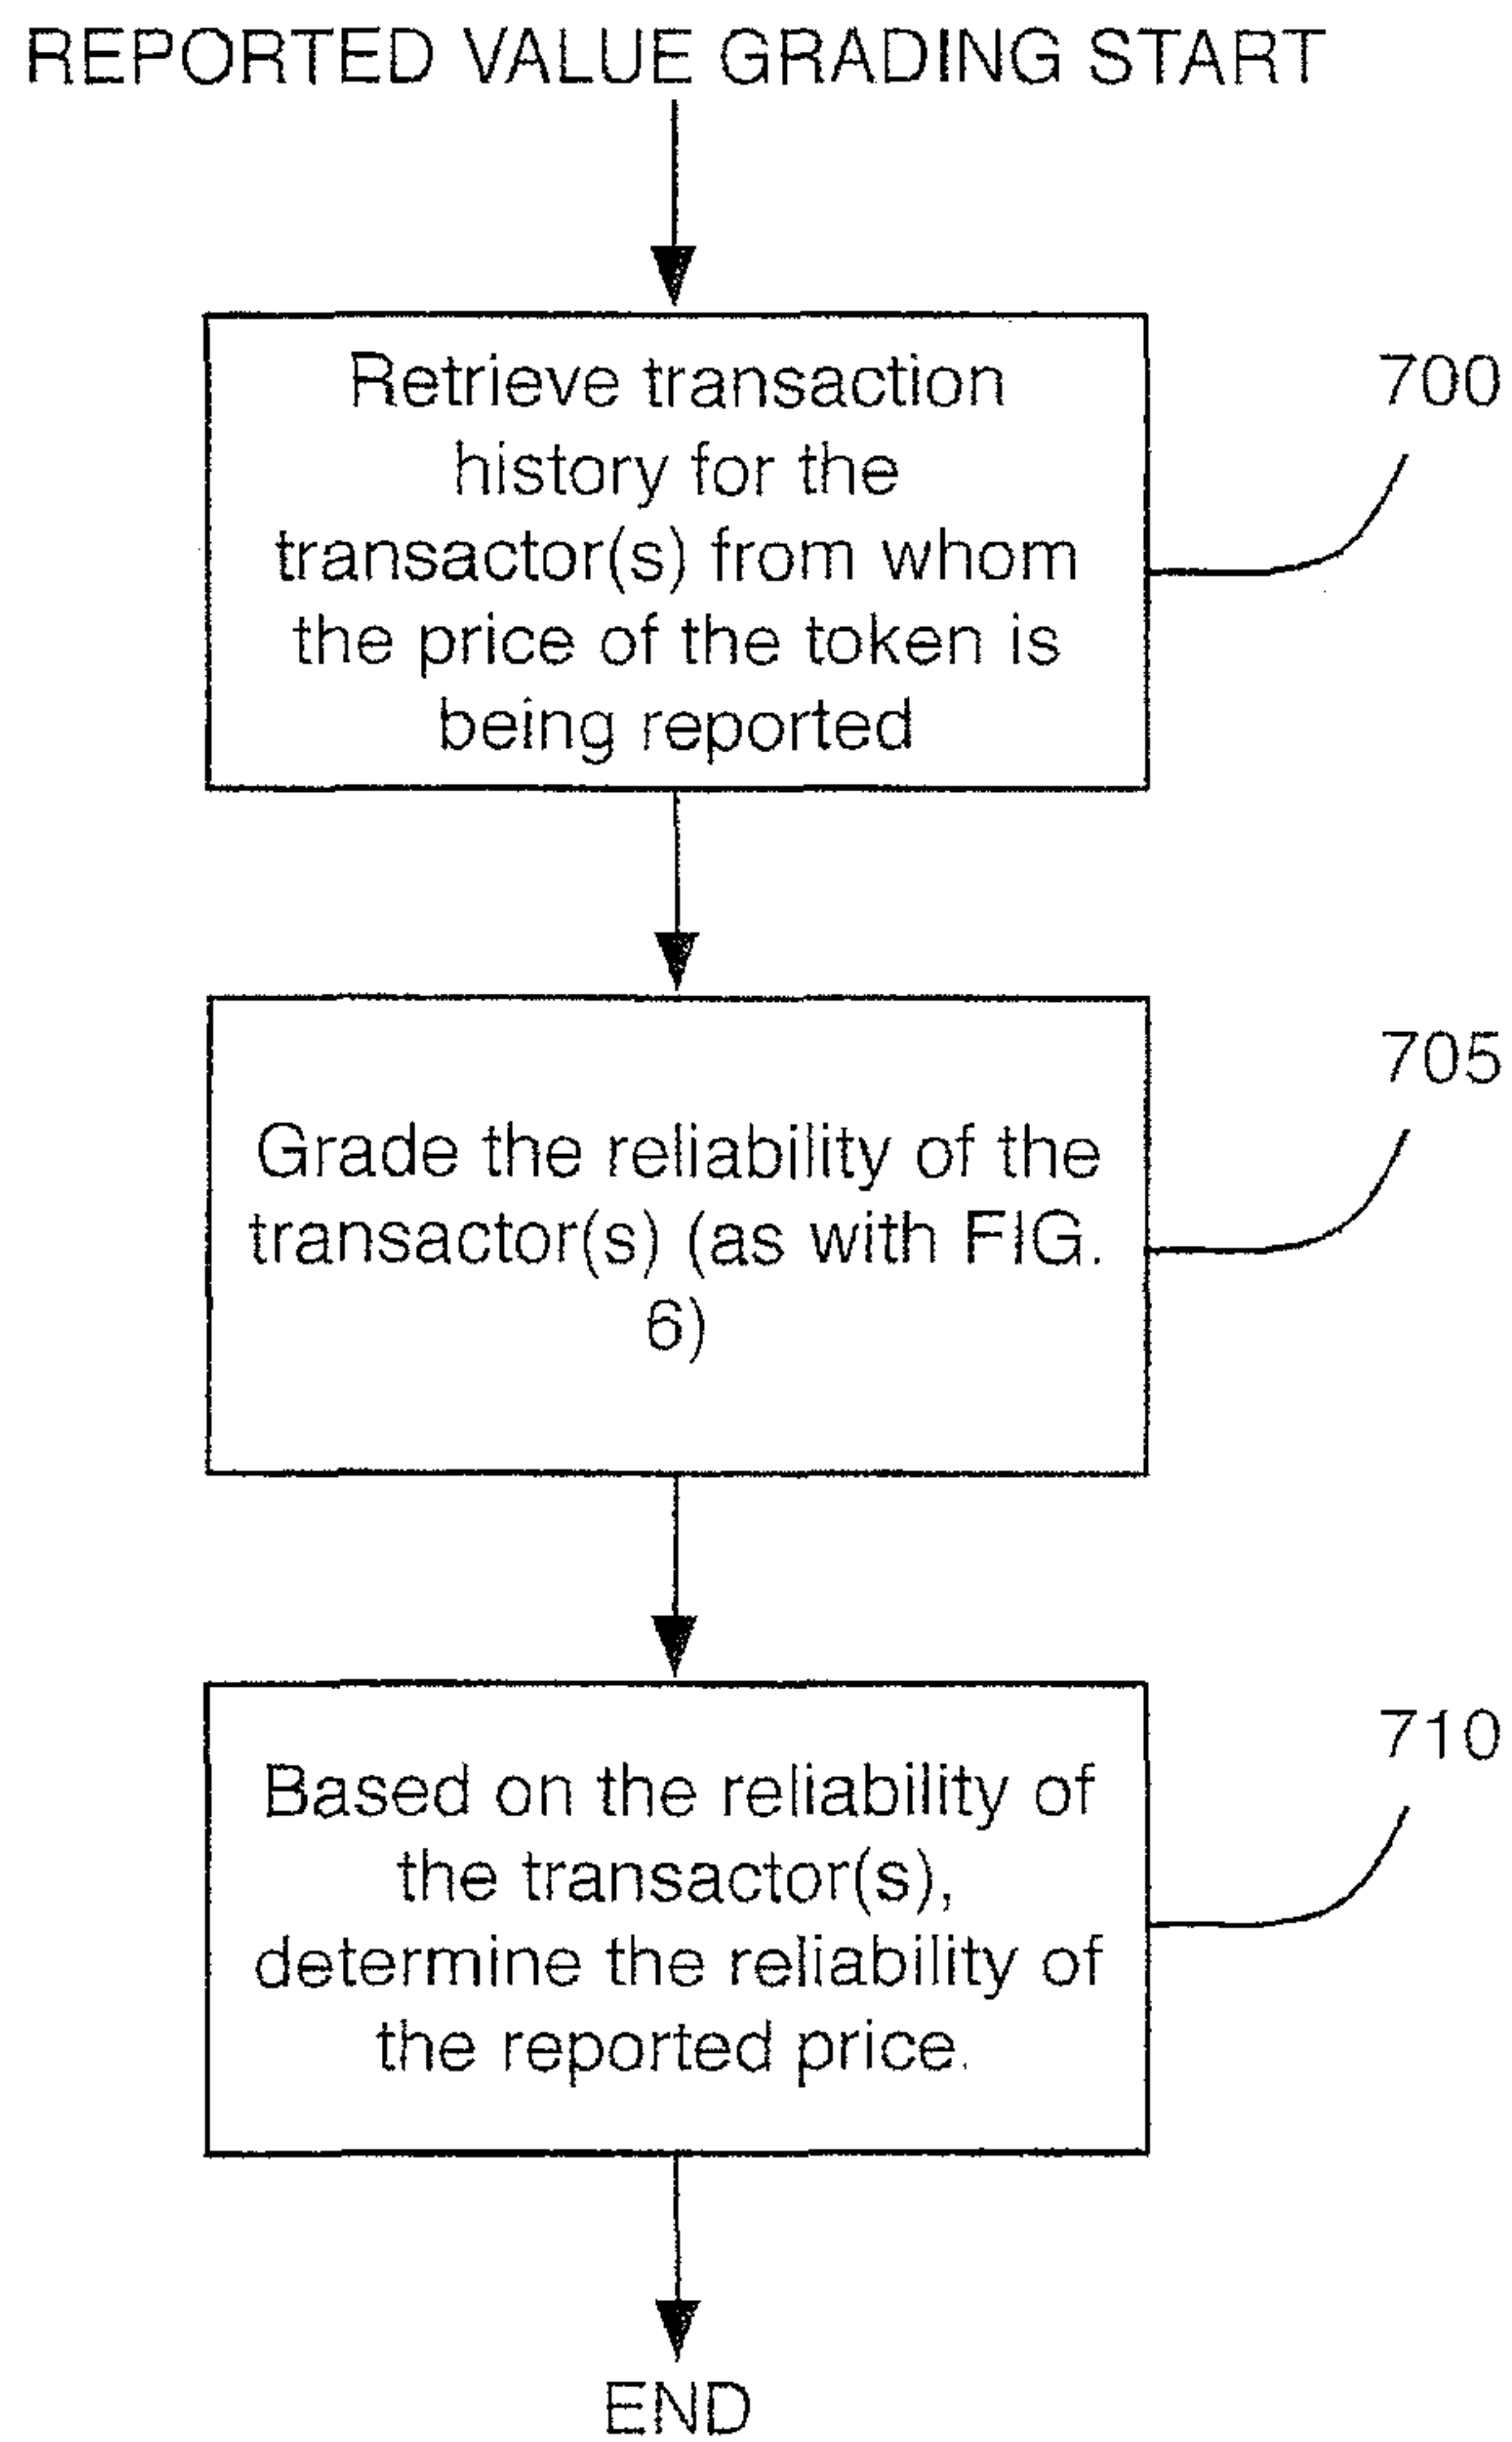 REPORTED VALUE GRADING START
Retrieve transaction
history for the
transactor(s) from whom
the price of the token is
being reported
700
Grade the reliability of the
transactor(s) (as with FIG.
6)
705
Based on the reliability of
the transactor(s),
determine the reliability of
the reported price.
710
END